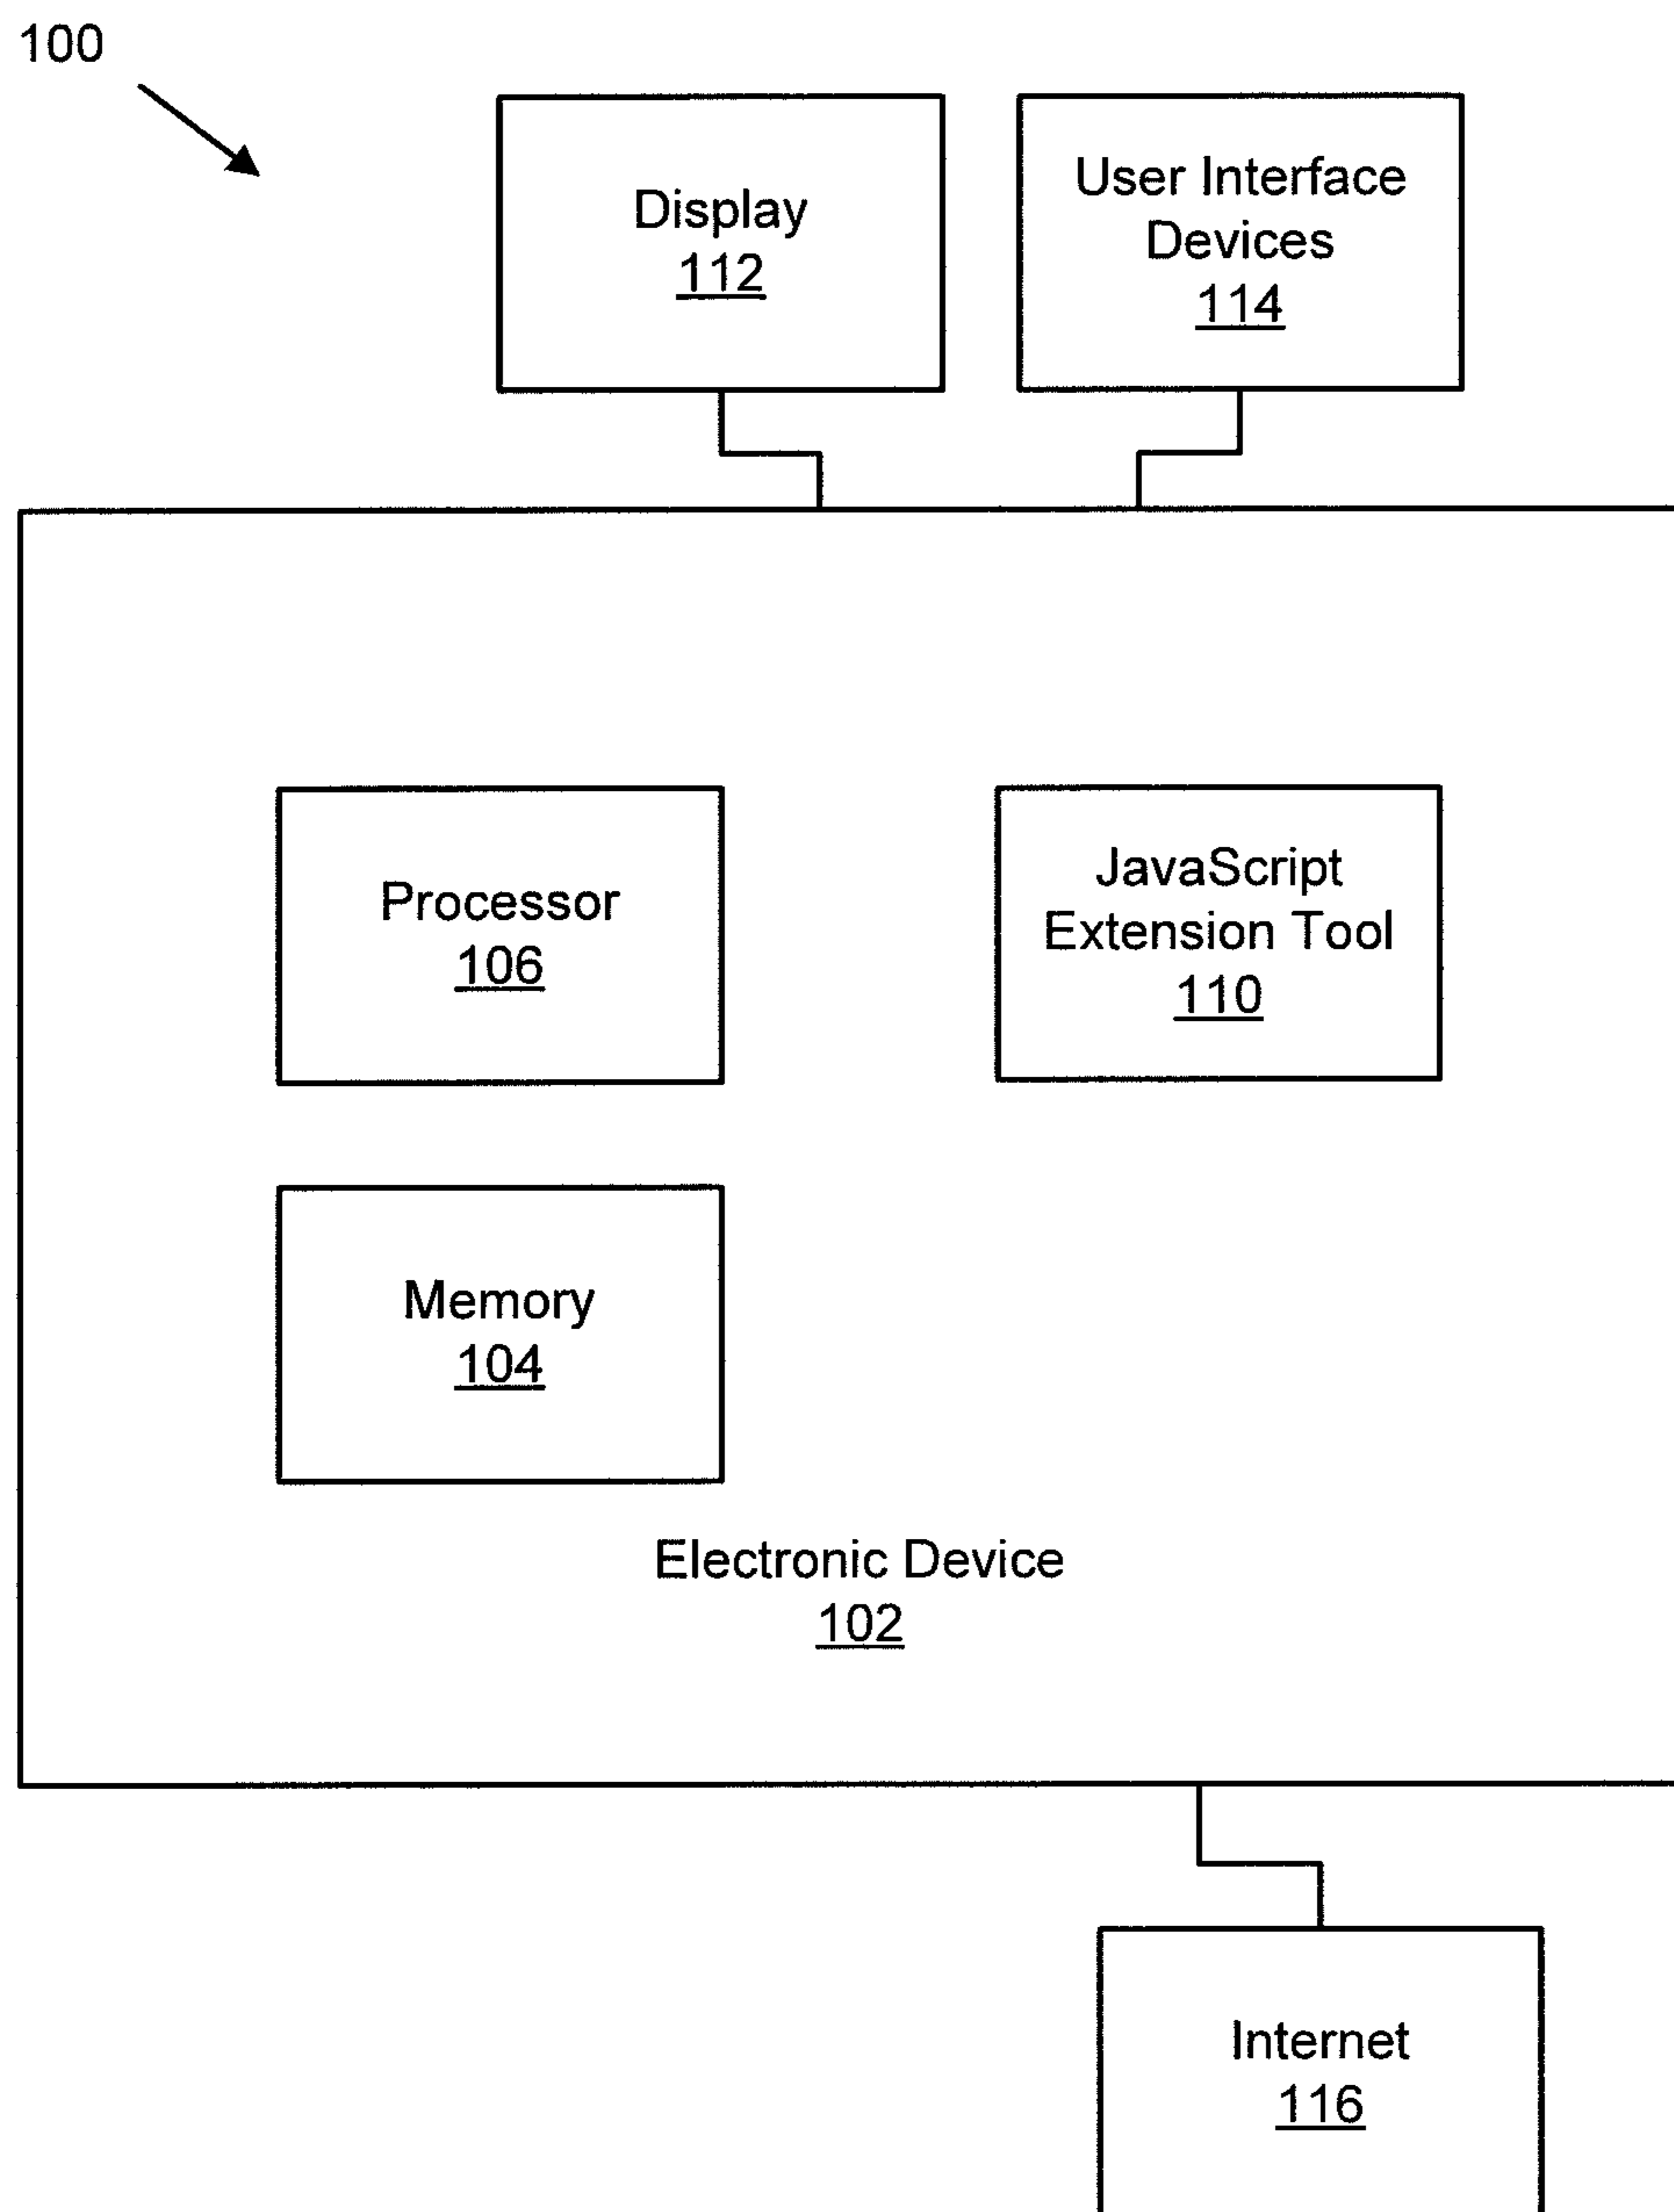 100
Display
112
User Interface
Devices
114
Processor
106
JavaScript
Extension Tool
110
Memory
104
Electronic Device
102
Internet
116